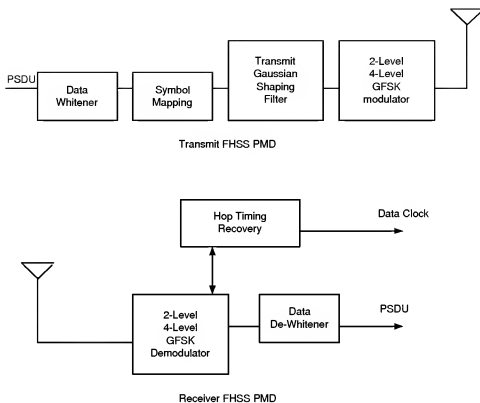 PSDU
Data
Whitener
Symbol
Mapping
Transmit
Gaussian
Shaping
Filter
2-Level
4-Level
GFSK
modulator
Transmit FHSS PMD
Hop Timing
Recovery
Data Clock
2-Level
4-Level
GFSK
Demodulator
Data
De-Whitener
PSDU
Receiver FHSS PMD